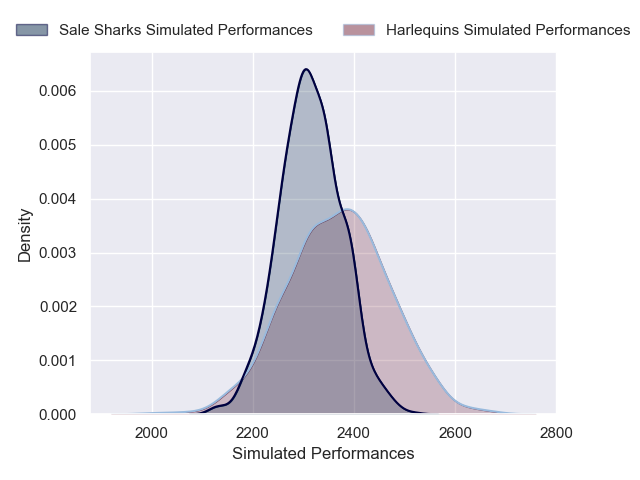 Sale Sharks Simulated Performances
Harlequins Simulated Performances
Density
0.006
0.005
0.004
0.003
0.002
0.001
0.000
2000 2200 2400 2600 2800
Simulated Performances